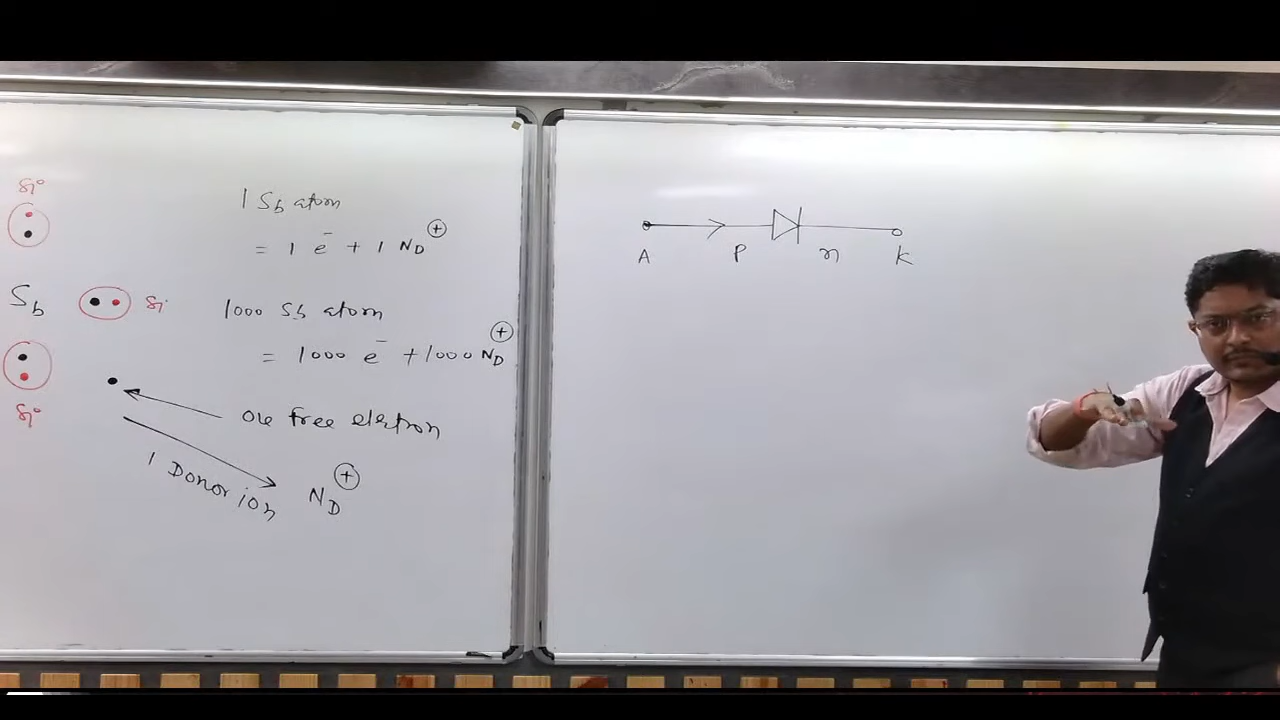 Si
1 Sb atom
= 1 e⁻ + 1 N_D⊕
Sb
Si
1000 Sb atom
= 1000 e⁻ + 1000 N_D⊕
Si
One free electron
1 Donor ion N_D⊕
A P n K